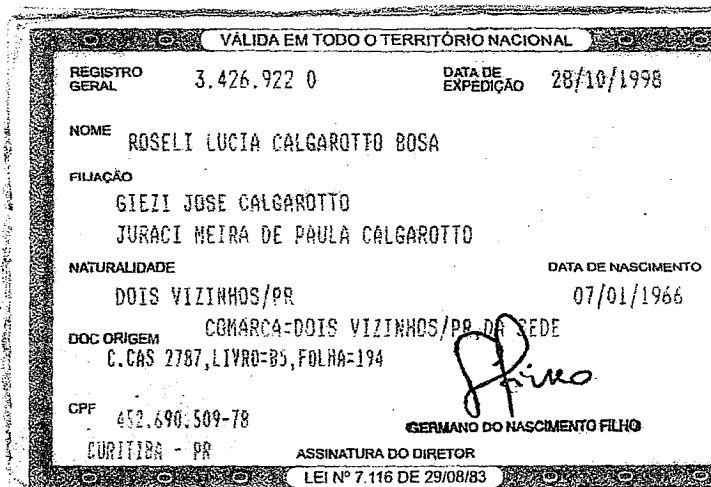 VÁLIDA EM TODO O TERRITÓRIO NACIONAL
REGISTRO GERAL 3.426.922 0 DATA DE EXPEDIÇÃO 28/10/1998
NOME ROSELI LUCIA CALGAROTTO BOSA
FILIAÇÃO
GIEZI JOSE CALGAROTTO
JURACI MEIRA DE PAULA CALGAROTTO
NATURALIDADE DATA DE NASCIMENTO
DOIS VIZINHOS/PR 07/01/1966
DOC ORIGEM COMARCA=DOIS VIZINHOS/PR,DA SEDE
C.CAS 2787,LIVRO=B5,FOLHA=194
CPF 452.690.509-78
GERMANO DO NASCIMENTO FILHO
CURITIBA - PR ASSINATURA DO DIRETOR
LEI Nº 7.116 DE 29/08/83